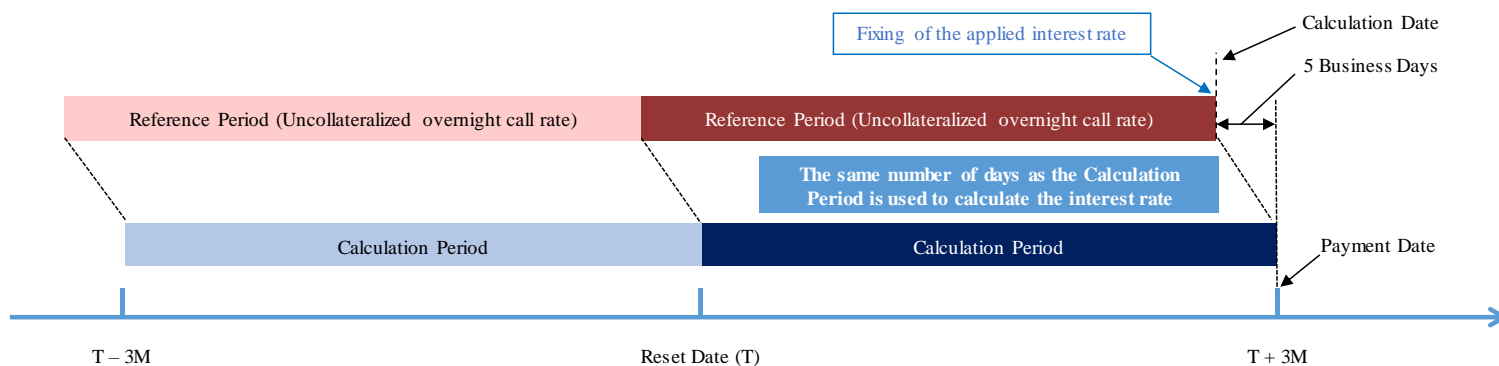 Fixing of the applied interest rate
Calculation Date
5 Business Days
Reference Period (Uncollateralized overnight call rate)
Reference Period (Uncollateralized overnight call rate)
The same number of days as the Calculation
Period is used to calculate the interest rate
Calculation Period
Calculation Period
Payment Date
T – 3M
Reset Date (T)
T + 3M